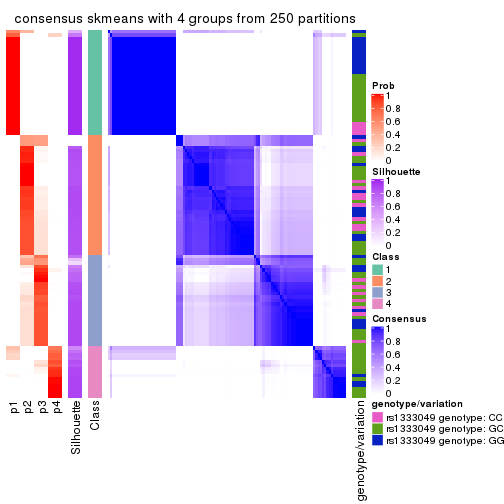 consensus skmeans with 4 groups from 250 partitions
Prob
1
0.8
0.6
0.4
0.2
0
Silhouette
1
0.8
0.6
0.4
0.2
0
Class
1
2
3
4
Consensus
1
0.8
0.6
0.4
0.2
0
genotype/variation
rs1333049 genotype: CC
rs1333049 genotype: GC
rs1333049 genotype: GG
p1
p2
p3
p4
Silhouette
Class
genotype/variation